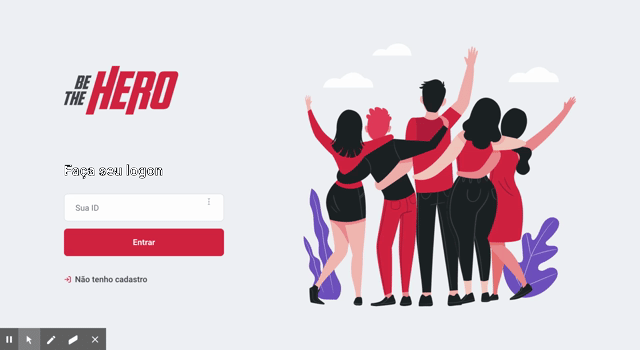 BE
THE HERO
Faça seu logon
Sua ID
Entrar
Não tenho cadastro